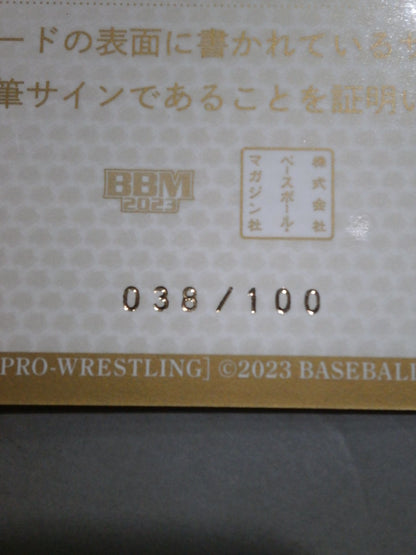 ードの表面に書かれている
筆サインであることを証明
BBM
2023
株式会社
ベースボール・
マガジン社
038/100
PRO-WRESTLING] ©2023 BASEBALL